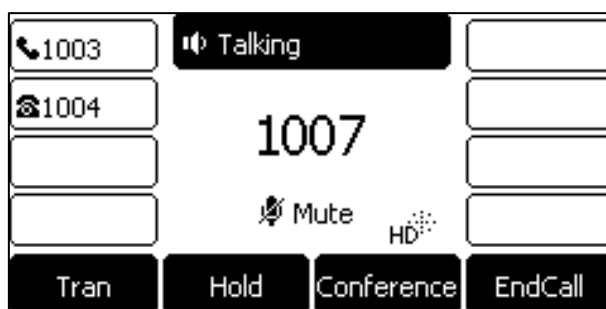 1003
Talking
1004
1007
Mute
HD
Tran Hold Conference EndCall